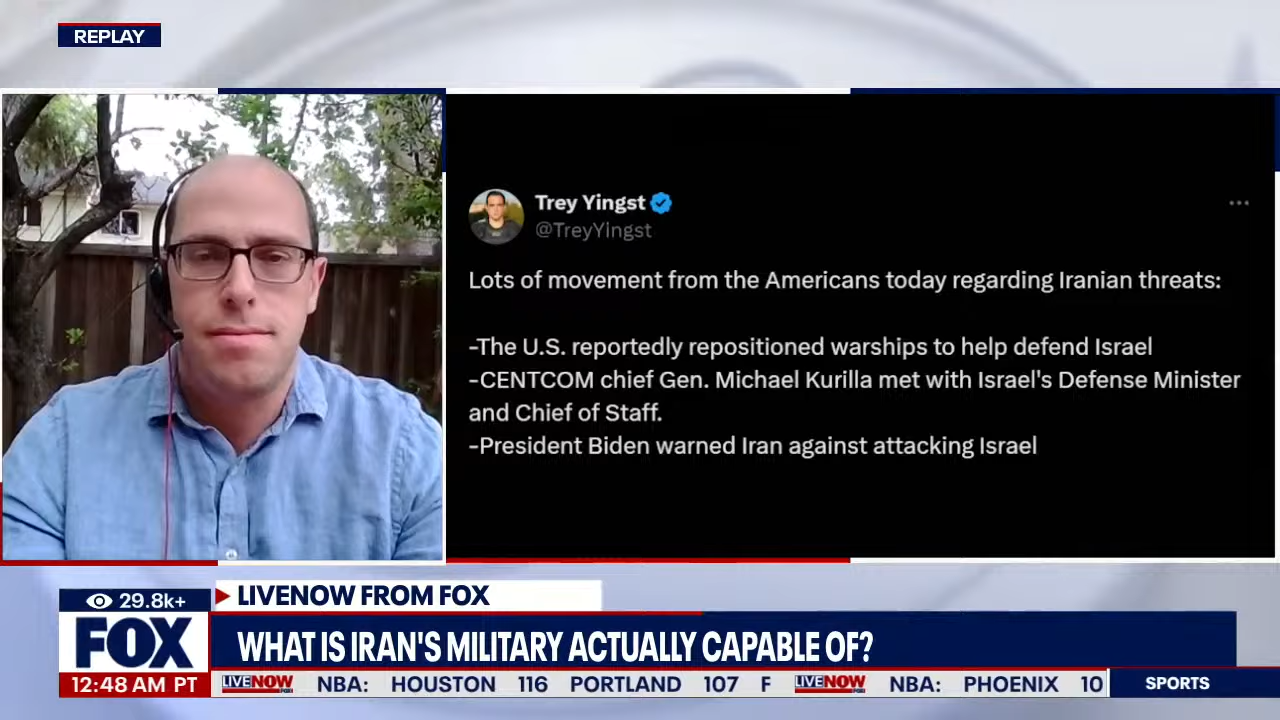 REPLAY
Trey Yingst
@TreyYingst
Lots of movement from the Americans today regarding Iranian threats:
-The U.S. reportedly repositioned warships to help defend Israel
-CENTCOM chief Gen. Michael Kurilla met with Israel's Defense Minister
and Chief of Staff.
-President Biden warned Iran against attacking Israel
29.8k+
LIVENOW FROM FOX
FOX
WHAT IS IRAN'S MILITARY ACTUALLY CAPABLE OF?
12:48 AM PT
LIVENOW NBA: HOUSTON 116 PORTLAND 107 F LIVENOW NBA: PHOENIX 10 SPORTS